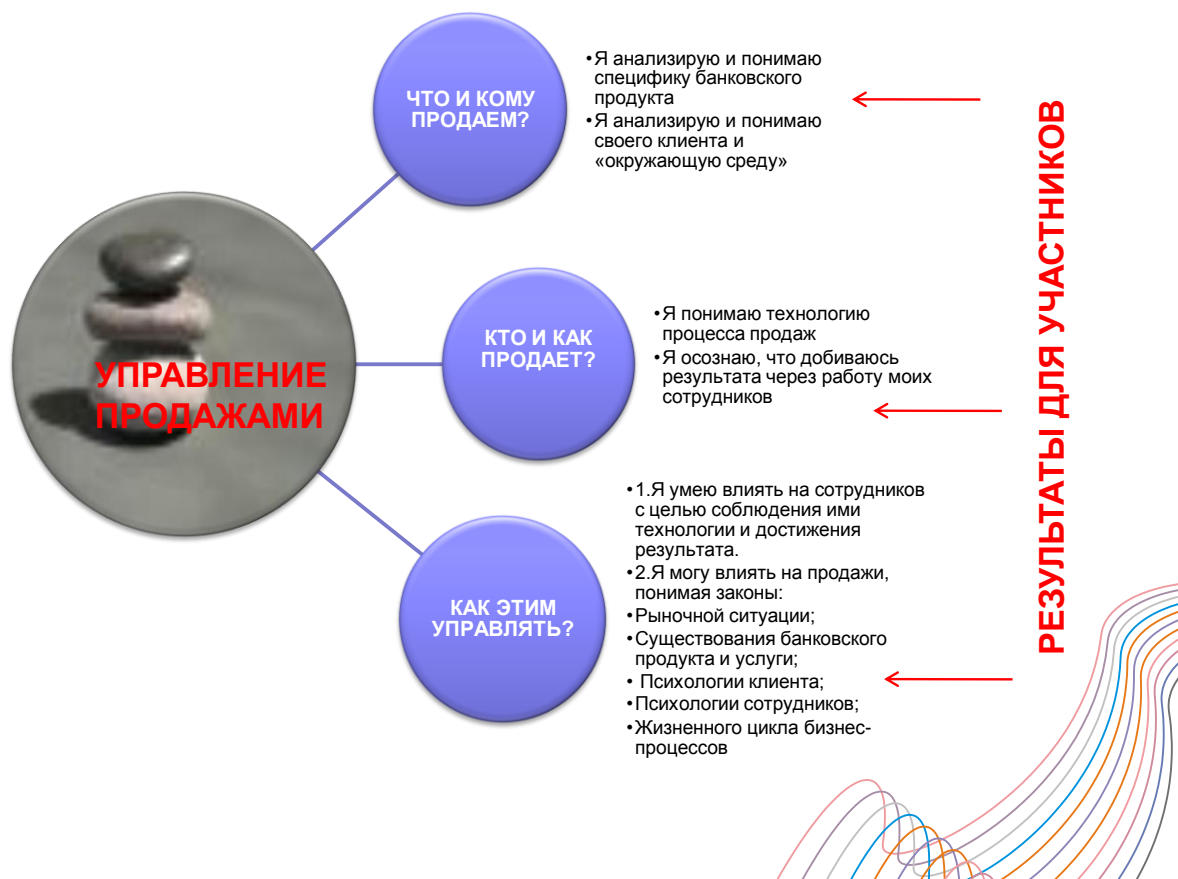 ЧТО И КОМУ
ПРОДАЕМ?
•Я анализирую и понимаю
специфику банковского
продукта
•Я анализирую и понимаю
своего клиента и
«окружающую среду»
УПРАВЛЕНИЕ
ПРОДАЖАМИ
КТО И КАК
ПРОДАЕТ?
•Я понимаю технологию
процесса продаж
•Я осознаю, что добиваюсь
результата через работу моих
сотрудников
КАК ЭТИМ
УПРАВЛЯТЬ?
•1.Я умею влиять на сотрудников
с целью соблюдения ими
технологии и достижения
результата.
•2.Я могу влиять на продажи,
понимая законы:
•Рыночной ситуации;
•Существования банковского
продукта и услуги;
• Психологии клиента;
•Психологии сотрудников;
•Жизненного цикла бизнес-
процессов
РЕЗУЛЬТАТЫ ДЛЯ УЧАСТНИКОВ